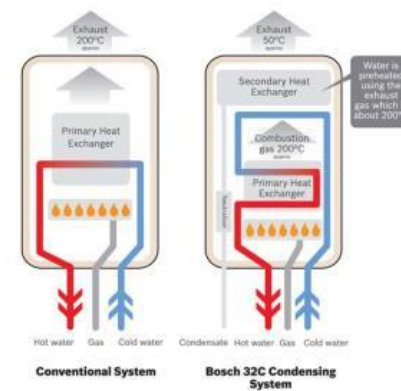 Exhaust
200°C
approx
Primary Heat
Exchanger
Hot water
Gas
Cold water
Conventional System
Exhaust
50°C
approx
Secondary Heat
Exchanger
Water is
preheated
using the
exhaust
gas which
about 200°
Combustion
gas 200°C
approx
Primary Heat
Exchanger
Neutraliser
Condensate
Hot water
Gas
Cold water
Bosch 32C Condensing
System